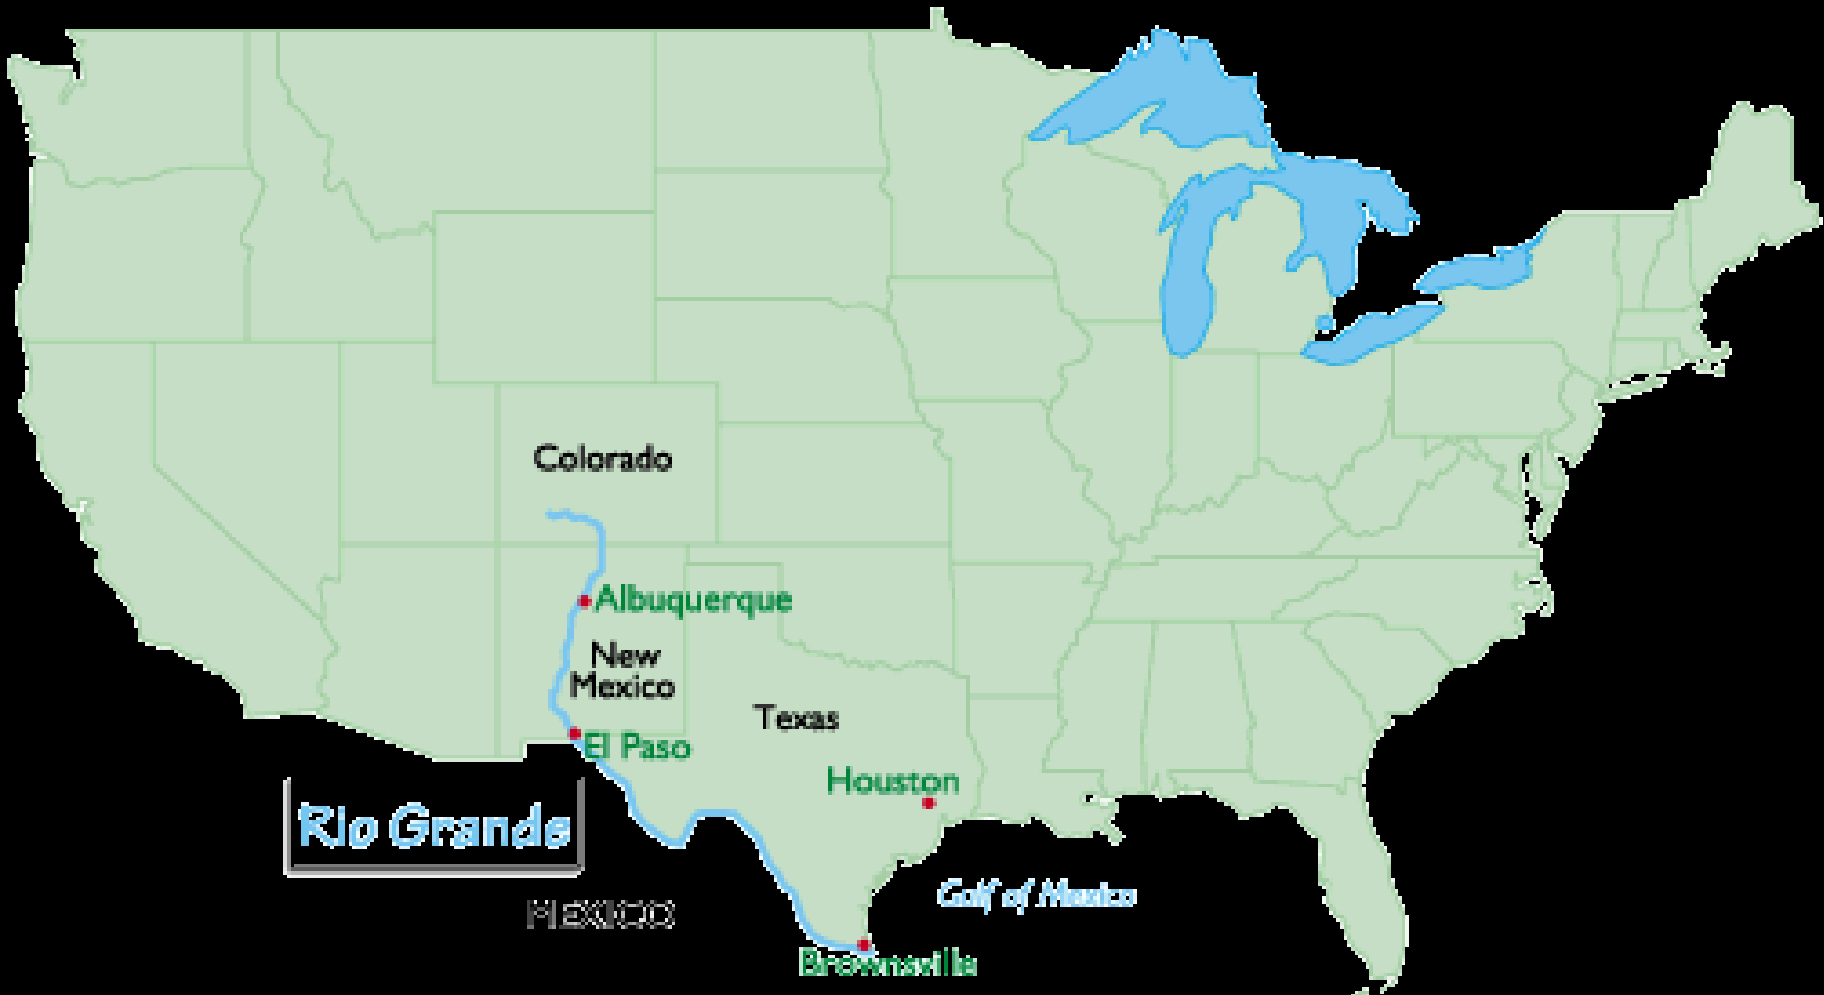 Colorado
Albuquerque
New
Mexico
Texas
El Paso
Houston
Rio Grande
Gulf of Mexico
MEXICO
Brownsville